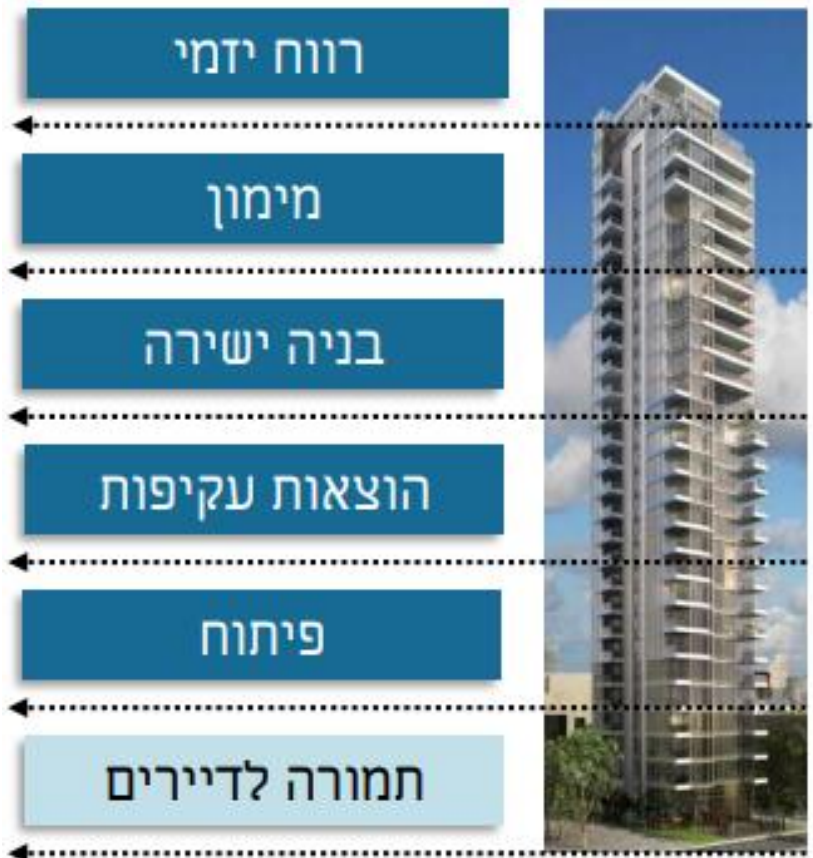 רווח יזמי
מימון
בניה ישירה
הוצאות עקיפות
פיתוח
תמורה לדיירים